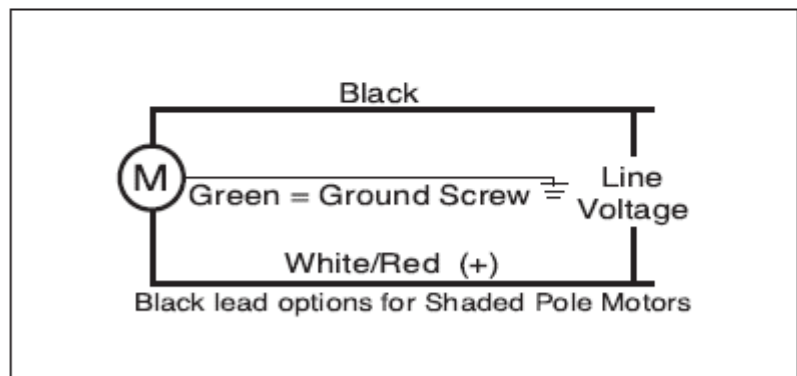 Black
M
Green = Ground Screw
Line
Voltage
White/Red (+)
Black lead options for Shaded Pole Motors